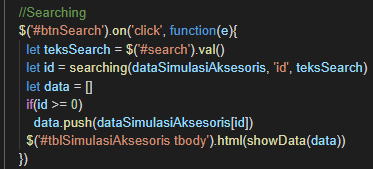 //Searching
$('#btnSearch').on('click', function(e){
let teksSearch = $('#search').val()
let id = searching(dataSimulasiAksesoris, 'id', teksSearch)
let data = []
if(id >= 0)
data.push(dataSimulasiAksesoris[id])
$('#tblSimulasiAksesoris tbody').html(showData(data))
})